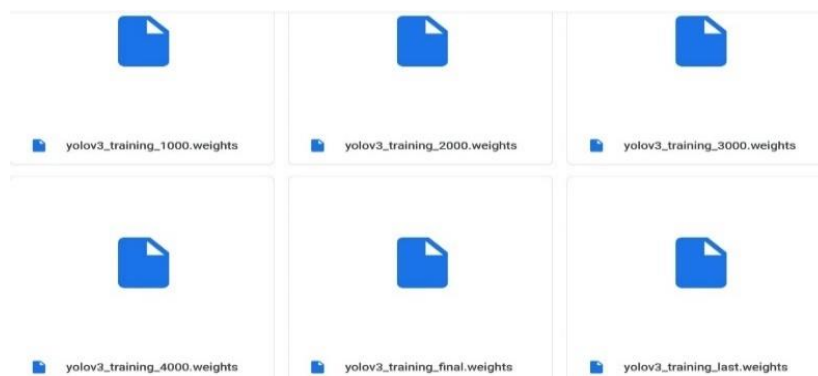 yolov3_training_1000.weights
yolov3_training_2000.weights
yolov3_training_3000.weights
yolov3_training_4000.weights
yolov3_training_final.weights
yolov3_training_last.weights